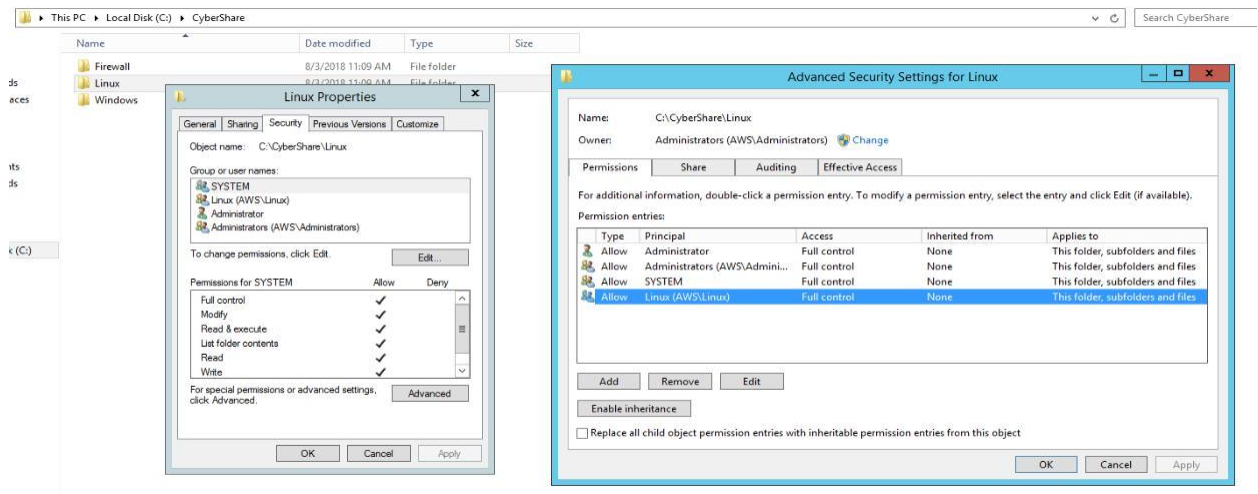 This PC Local Disk (C:) CyberShare Search CyberShare
Name Date modified Type Size
Firewall 8/3/2018 11:09 AM File folder
Linux 8/3/2018 11:09 AM File folder
Windows
ds
aces
nts
ds
k (C:)
Linux Properties
x
General Sharing Security Previous Versions Customize
Object name: C:\CyberShare\Linux
Group or user names:
SYSTEM
Linux (AWS\Linux)
Administrator
Administrators (AWS\Administrators)
To change permissions, click Edit.
Edit...
Permissions for SYSTEM Allow Deny
Full control
Modify
Read & execute
List folder contents
Read
Write
For special permissions or advanced settings,
click Advanced.
Advanced
OK Cancel Apply
Advanced Security Settings for Linux
x
Name: C:\CyberShare\Linux
Owner: Administrators (AWS\Administrators) Change
Permissions Share Auditing Effective Access
For additional information, double-click a permission entry. To modify a permission entry, select the entry and click Edit (if available).
Permission entries:
Type Principal Access Inherited from Applies to
Allow Administrator Full control None This folder, subfolders and files
Allow Administrators (AWS\Admini... Full control None This folder, subfolders and files
Allow SYSTEM Full control None This folder, subfolders and files
Allow Linux (AWS\Linux) Full control None This folder, subfolders and files
Add Remove Edit
Enable inheritance
Replace all child object permission entries with inheritable permission entries from this object
OK Cancel Apply